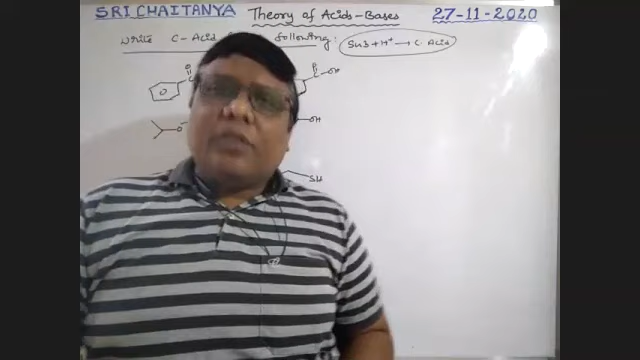 SRI CHAITANYA Theory of Acids-Bases 27-11-2020
Write C-Acid following: Sub + H⁺ → C. Acid
O O
C C-OH
O⁻ OH
SH